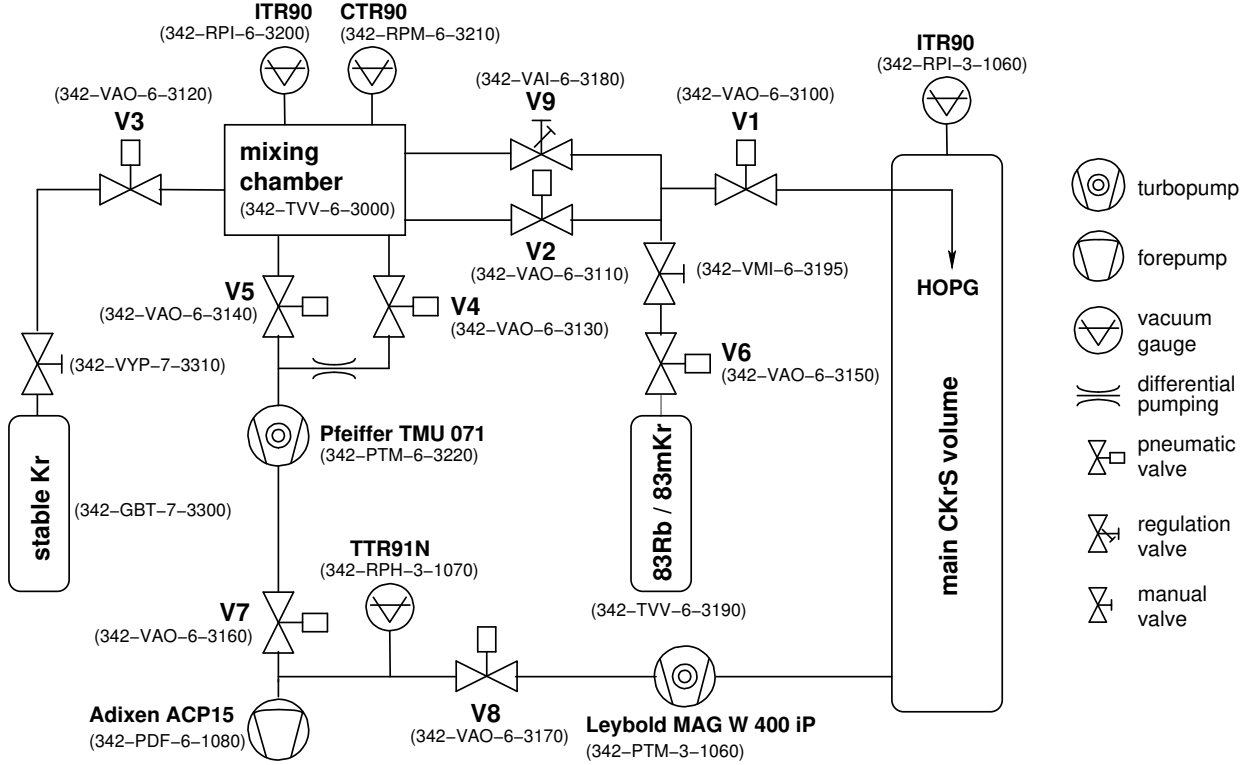 ITR90
(342−RPI−6−3200)
CTR90
(342−RPM−6−3210)
ITR90
(342−RPI−3−1060)
(342−VAO−6−3120)
V3
(342−VAI−6−3180)
V9
(342−VAO−6−3100)
V1
mixing
chamber
(342−TVV−6−3000)
turbopump
V2
(342−VAO−6−3110)
(342−VMI−6−3195)
forepump
HOPG
V5
(342−VAO−6−3140)
V4
(342−VAO−6−3130)
vacuum
gauge
(342−VYP−7−3310)
V6
(342−VAO−6−3150)
differential
pumping
Pfeiffer TMU 071
(342−PTM−6−3220)
pneumatic
valve
stable Kr
(342−GBT−7−3300)
83Rb / 83mKr
(342−TVV−6−3190)
main CKrS volume
regulation
valve
TTR91N
(342−RPH−3−1070)
manual
valve
V7
(342−VAO−6−3160)
Adixen ACP15
(342−PDF−6−1080)
V8
(342−VAO−6−3170)
Leybold MAG W 400 iP
(342−PTM−3−1060)